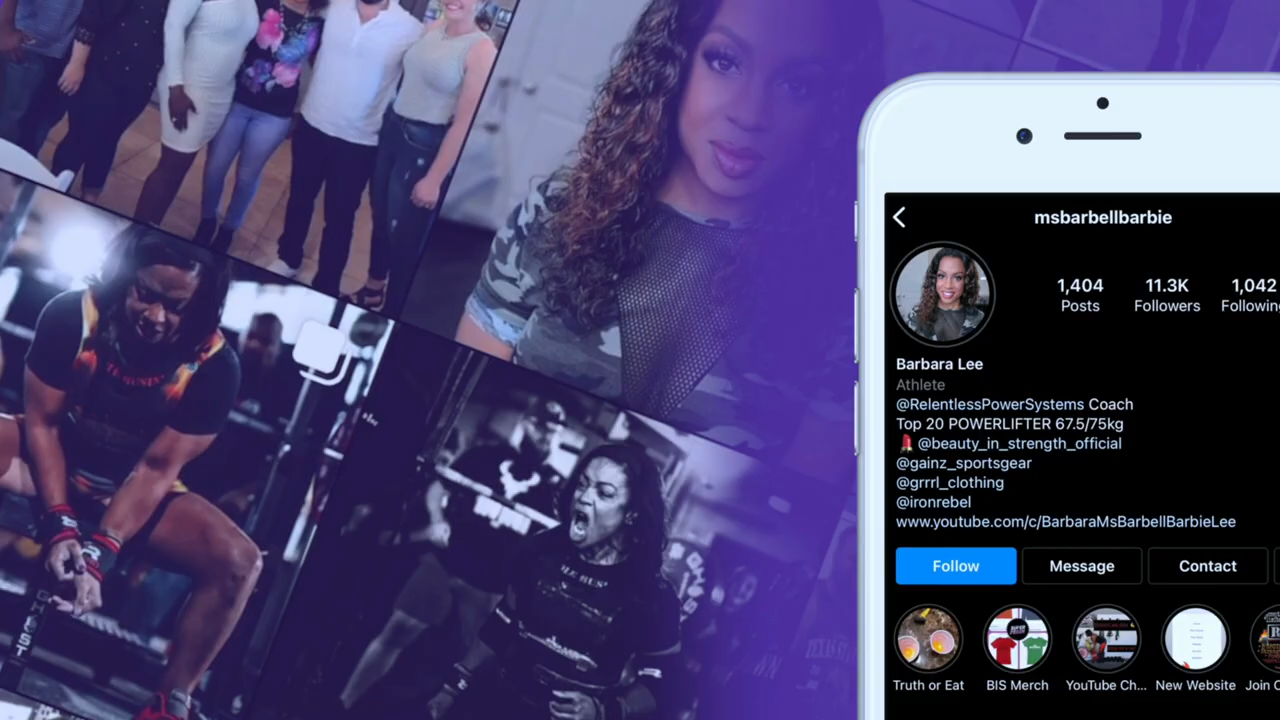 msbarbellbarbie
1,404 11.3K 1,042
Posts Followers Following
Barbara Lee
Athlete
@RelentlessPowerSystems Coach
Top 20 POWERLIFTER 67.5/75kg
💄 @beauty_in_strength_official
@gainz_sportsgear
@grrrl_clothing
@ironrebel
www.youtube.com/c/BarbaraMsBarbellBarbieLee
Follow Message Contact
Truth or Eat BIS Merch YouTube Ch... New Website Join